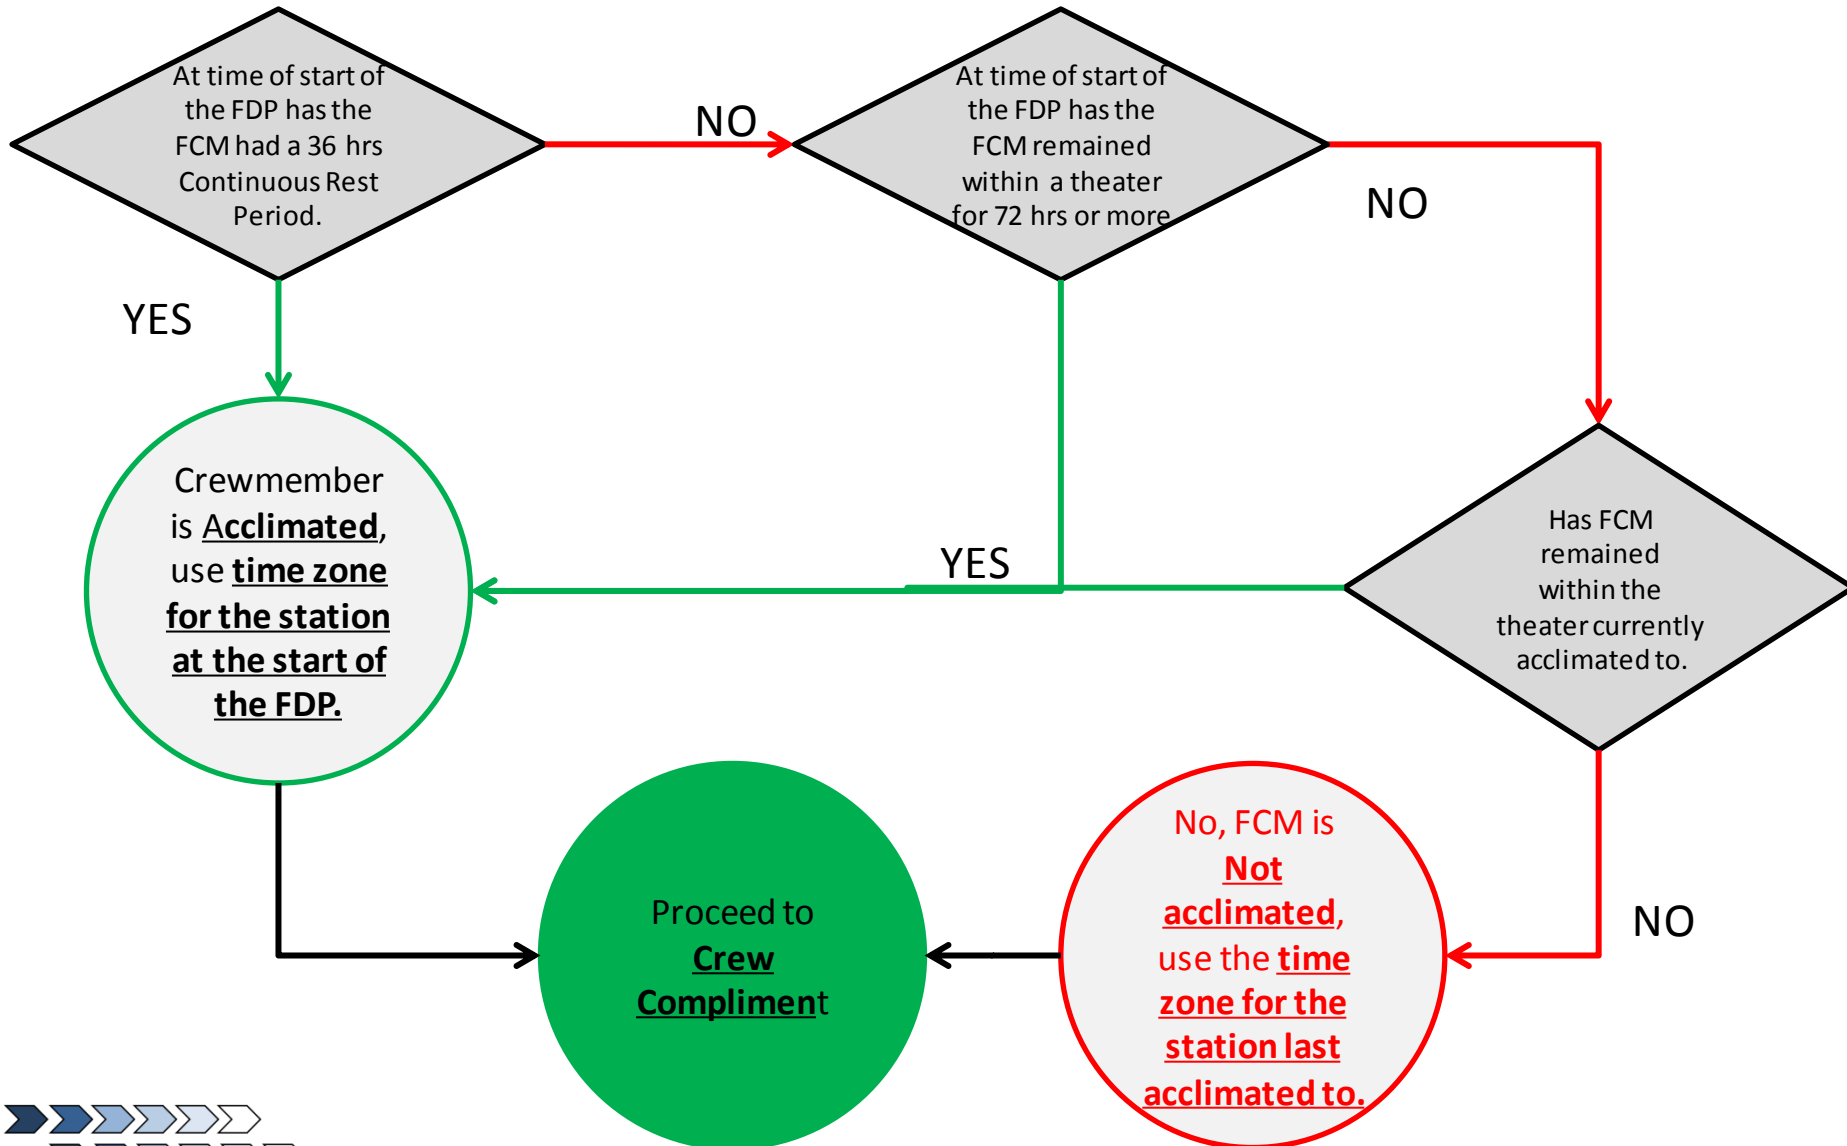 At time of start of
the FDP has the
FCM had a 36 hrs
Continuous Rest
Period.
NO
At time of start of
the FDP has the
FCM remained
within a theater
for 72 hrs or more
NO
YES
Crewmember
is Acclimated,
use time zone
for the station
at the start of
the FDP.
YES
Has FCM
remained
within the
theater currently
acclimated to.
Proceed to
Crew
Compliment
No, FCM is
Not
acclimated,
use the time
zone for the
station last
acclimated to.
NO